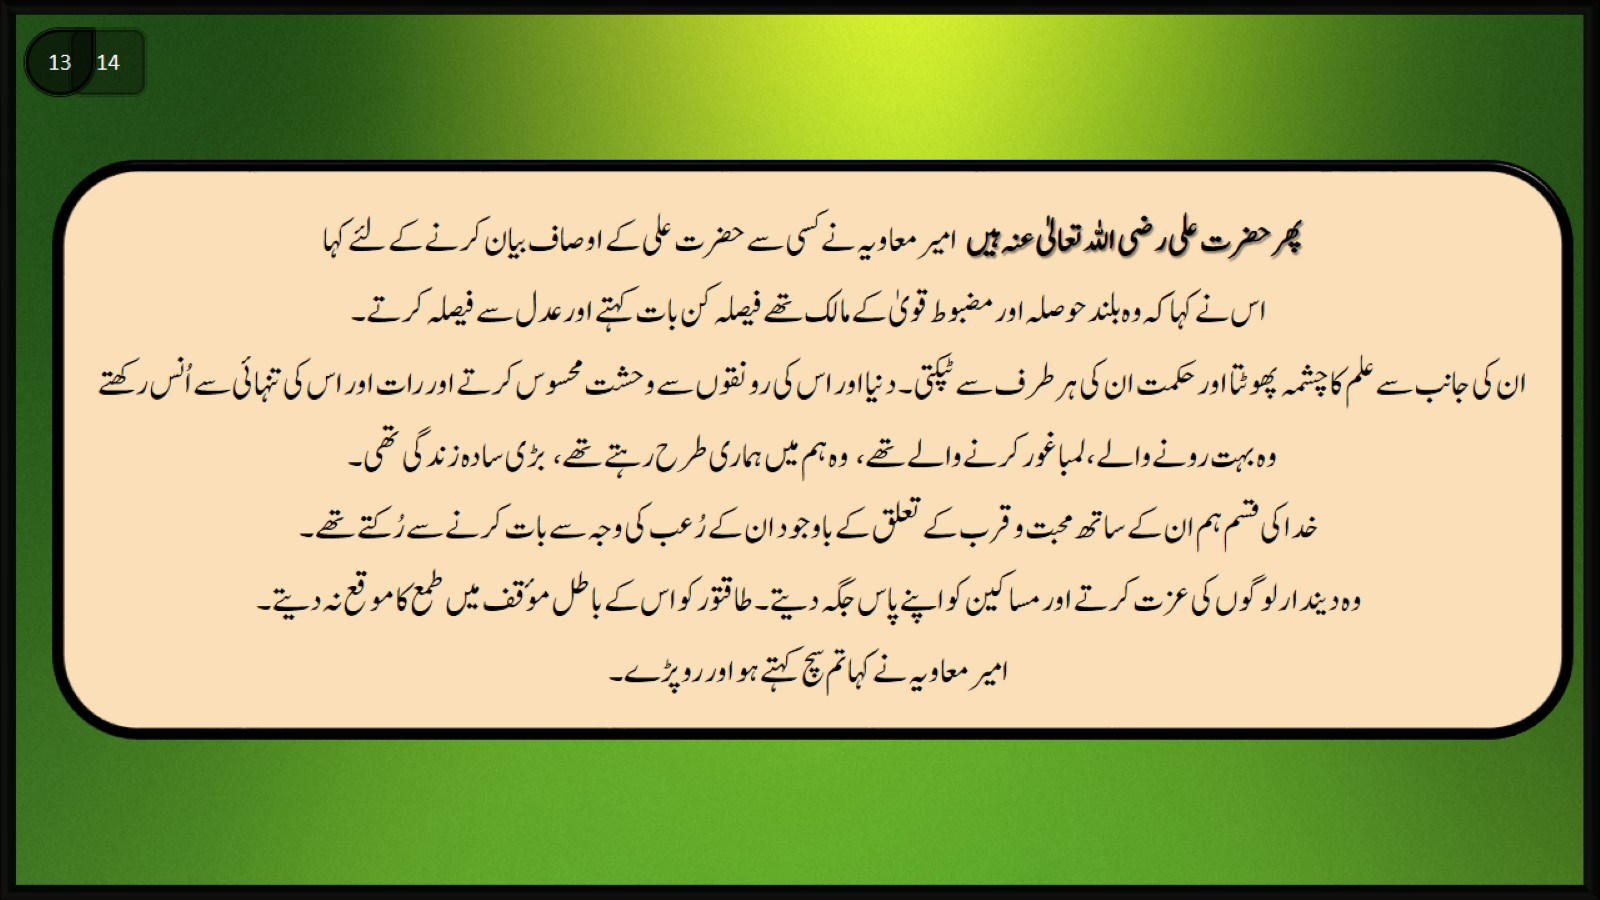 13 14
پھر حضرت علی رضی اللہ تعالیٰ عنہ ہیں امیر معاویہ نے کسی سے حضرت علی کے اوصاف بیان کرنے کے لئے کہا
اس نے کہا کہ وہ بلند حوصلہ اور مضبوط قویٰ کے مالک تھے فیصلہ کن بات کہتے اور عدل سے فیصلہ کرتے۔
ان کی جانب سے علم کا چشمہ پھوٹتا اور حکمت ان کی ہر طرف سے ٹپکتی۔ دنیا اور اس کی رونقوں سے وحشت محسوس کرتے اور رات اور اس کی تنہائی سے اُنس رکھتے
وہ بہت رونے والے، لمبا غور کرنے والے تھے، وہ ہم میں ہماری طرح رہتے تھے، بڑی سادہ زندگی تھی۔
خدا کی قسم ہم ان کے ساتھ محبت و قرب کے تعلق کے باوجود ان کے رُعب کی وجہ سے بات کرنے سے رُکتے تھے۔
وہ دیندار لوگوں کی عزت کرتے اور مساکین کو اپنے پاس جگہ دیتے۔ طاقتور کو اس کے باطل مؤقف میں طمع کا موقع نہ دیتے۔
امیر معاویہ نے کہا تم سچ کہتے ہو اور رو پڑے۔